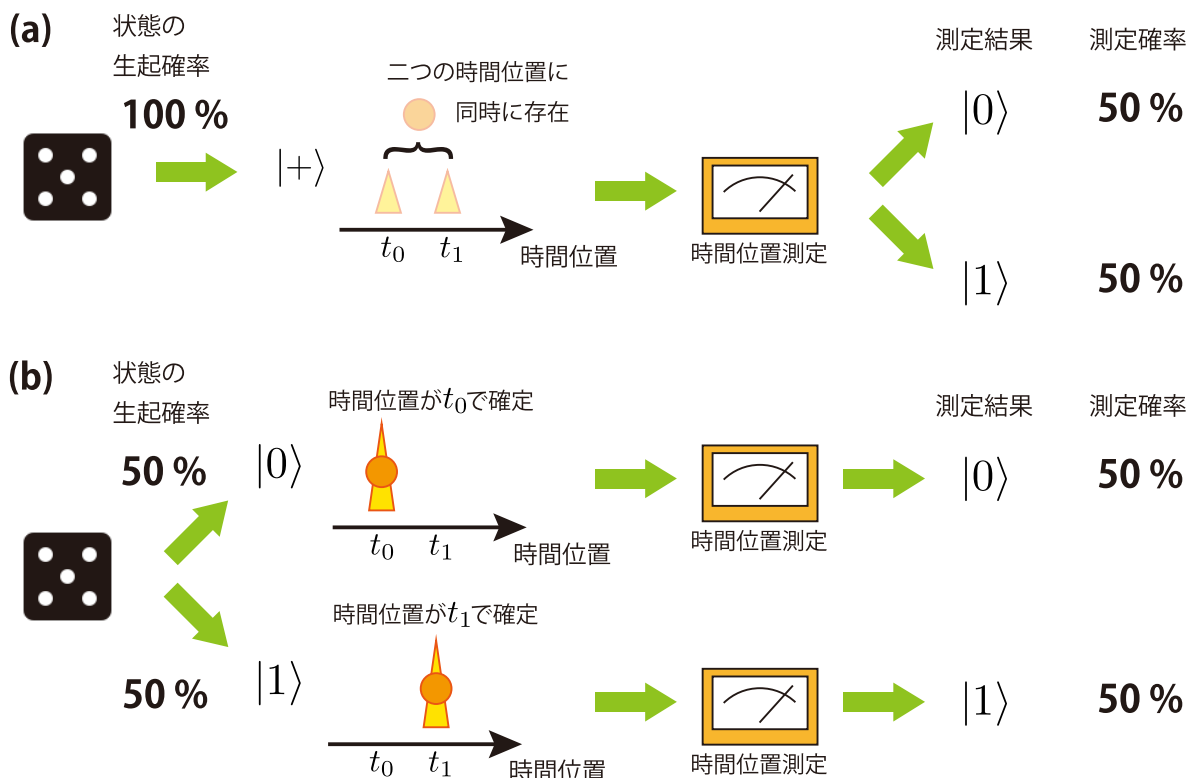 (a)
状態の
生起確率
100 %
|+⟩
二つの時間位置に
同時に存在
t₀ t₁
時間位置
時間位置測定
測定結果 測定確率
|0⟩ 50 %
|1⟩ 50 %
(b)
状態の
生起確率
50 %
|0⟩
時間位置がt₀で確定
t₀ t₁
時間位置
時間位置測定
測定結果 測定確率
|0⟩ 50 %
50 %
|1⟩
時間位置がt₁で確定
t₀ t₁
時間位置
時間位置測定
|1⟩ 50 %